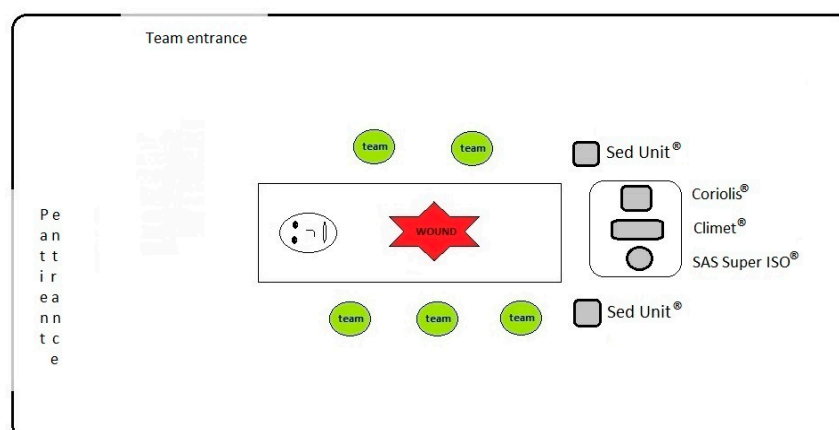 Team entrance
team
team
Sed Unit®
Patient
entrance
WOUND
Coriolis®
Climet®
SAS Super ISO®
team
team
team
Sed Unit®